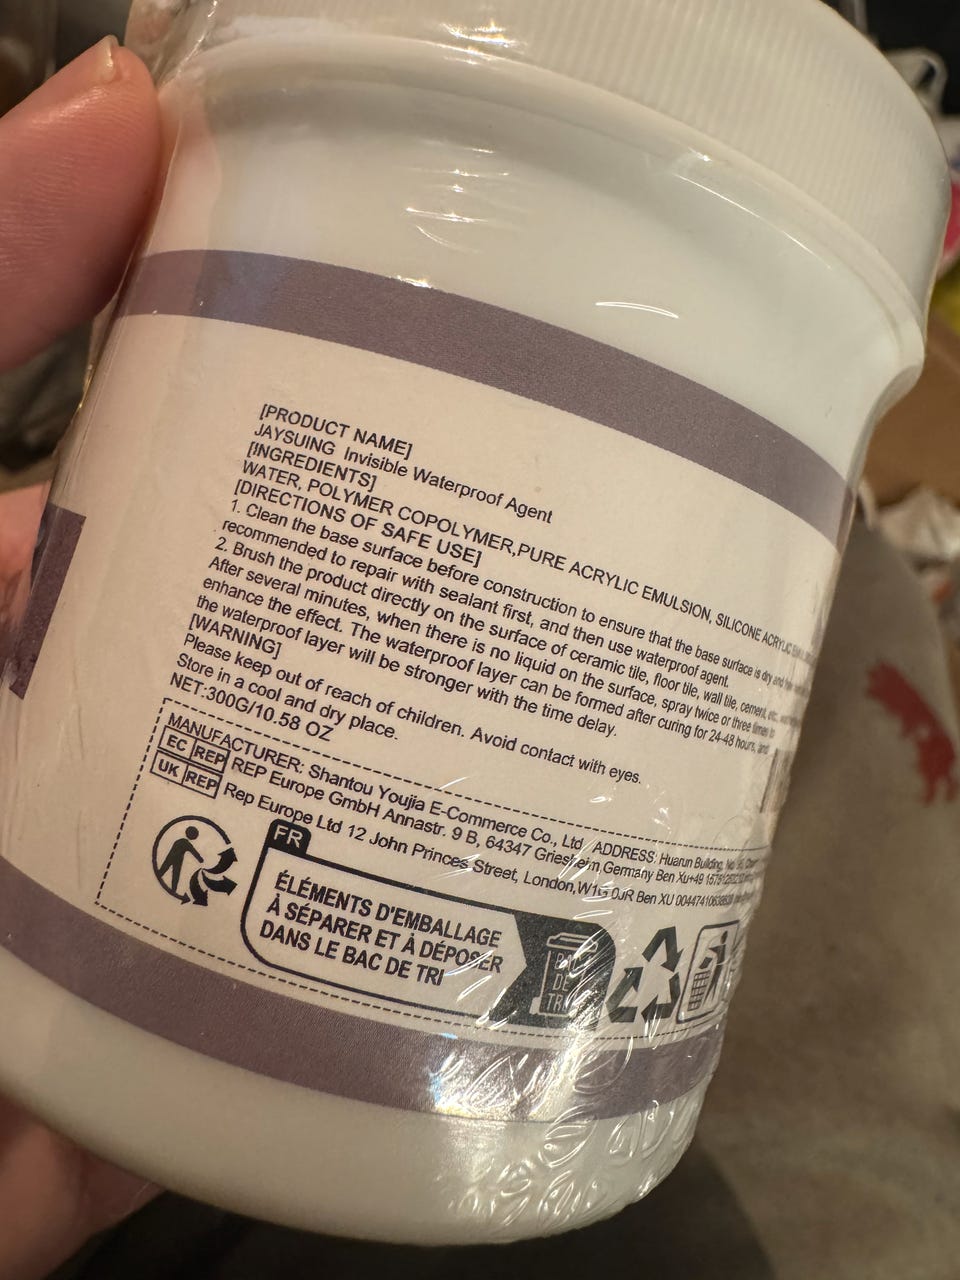 [PRODUCT NAME]
JAYSUING Invisible Waterproof Agent
[INGREDIENTS]
WATER, POLYMER COPOLYMER,PURE ACRYLIC EMULSION, SILICONE ACRYLIC
[DIRECTIONS OF SAFE USE]
1. Clean the base surface before construction to ensure that the base surface is dry and
recommended to repair with sealant first, and then use waterproof agent.
2. Brush the product directly on the surface of ceramic tile, floor tile, wall tile, cement, etc.
After several minutes, when there is no liquid on the surface, spray twice or three times to
enhance the effect. The waterproof layer can be formed after curing for 24-48 hours, and
the waterproof layer will be stronger with the time delay.
[WARNING]
Please keep out of reach of children. Avoid contact with eyes.
Store in a cool and dry place.
NET:300G/10.58 OZ
MANUFACTURER: Shantou Youjia E-Commerce Co., Ltd ADDRESS: Huarun Building,
EC REP REP Europe GmbH Annastr. 9 B, 64347 Griesheim,Germany Ben Xu
UK REP Rep Europe Ltd 12 John Princes Street, London,W1G 0JR Ben XU
FR
ÉLÉMENTS D'EMBALLAGE
À SÉPARER ET À DÉPOSER
DANS LE BAC DE TRI
BAC
DE
TRI